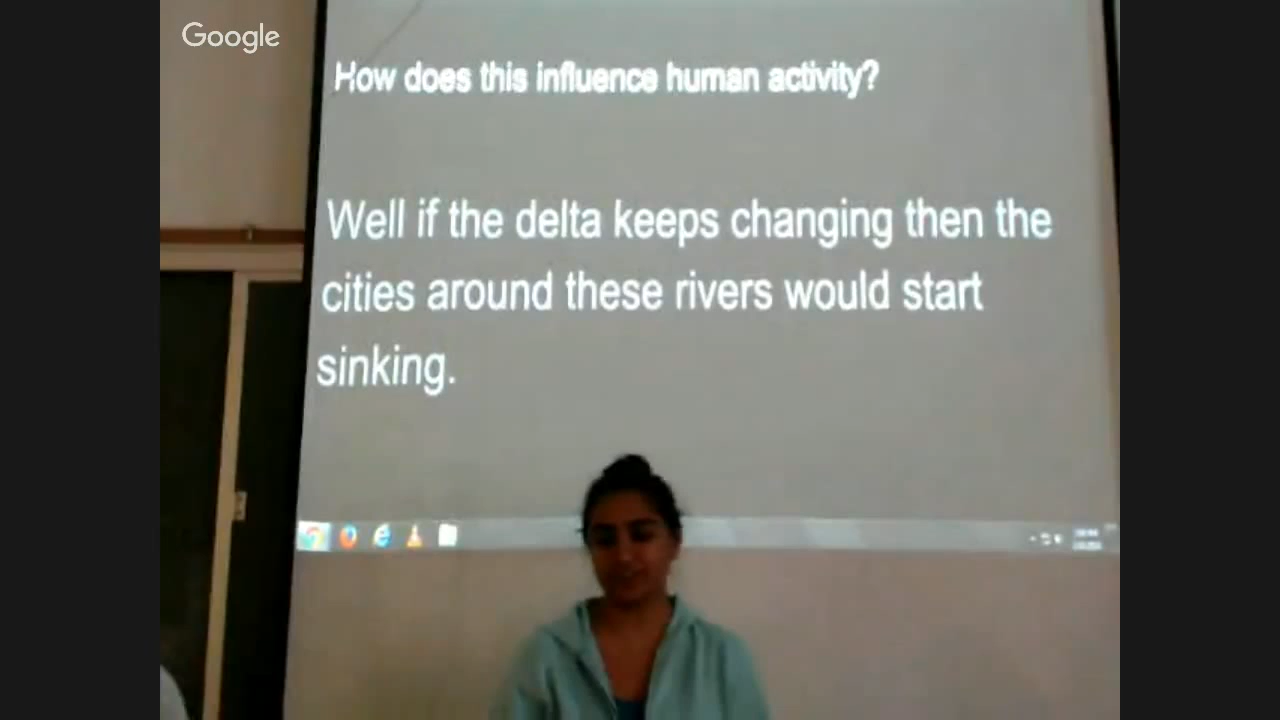 Google
How does this influence human activity?
Well if the delta keeps changing then the
cities around these rivers would start
sinking.